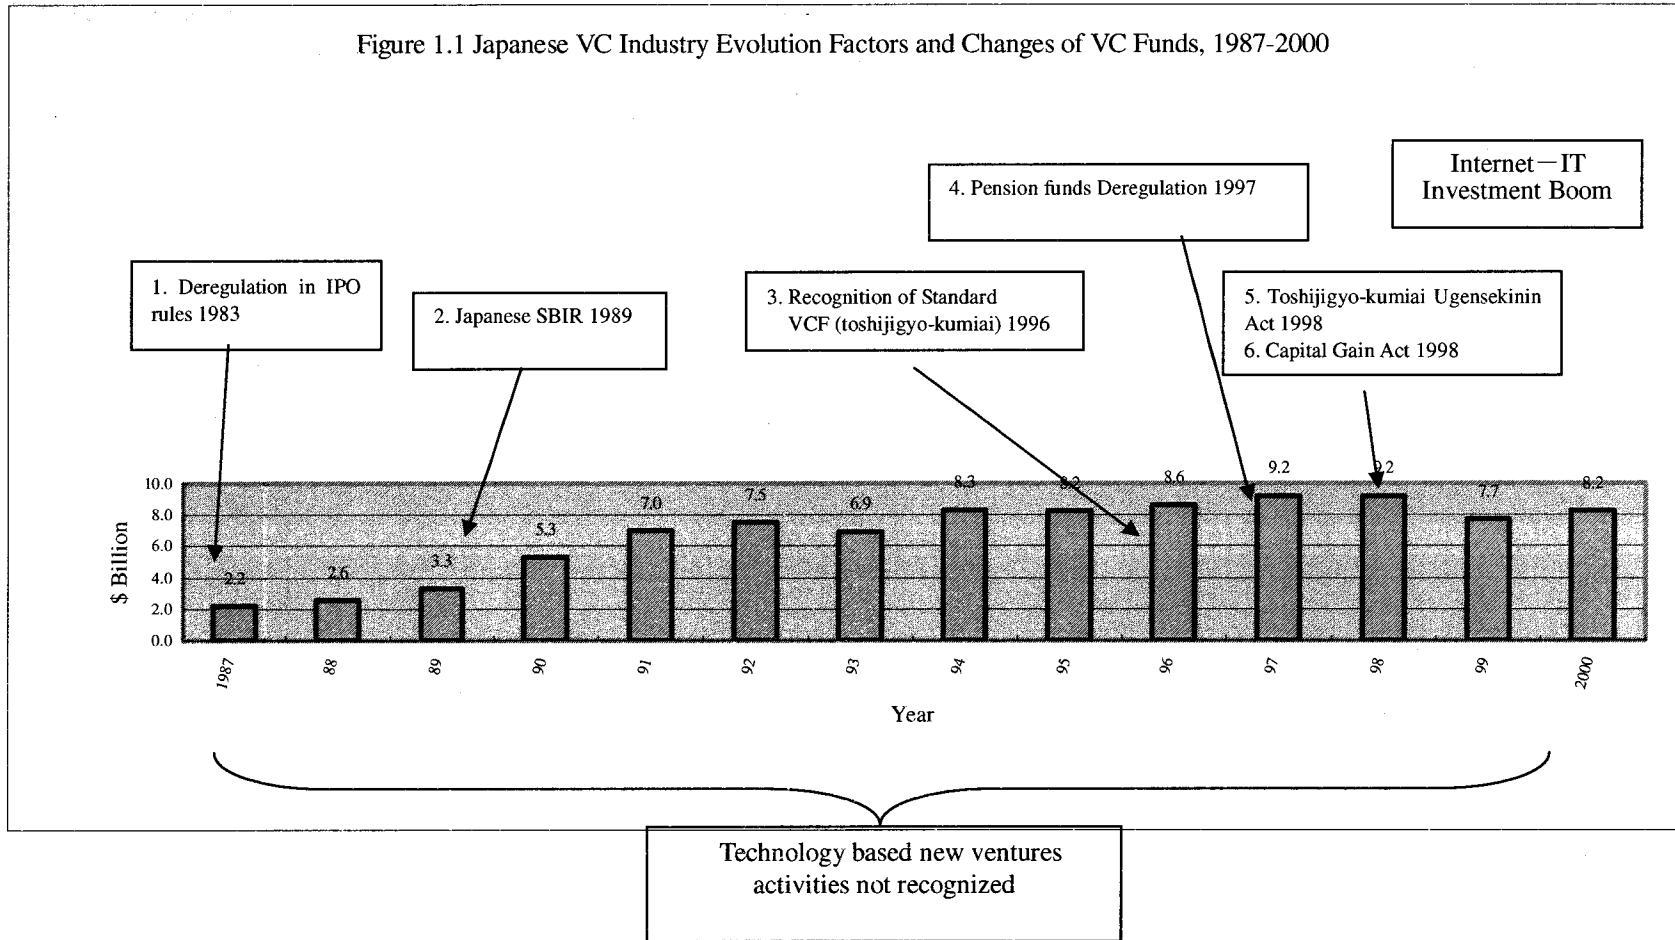 Figure 1.1 Japanese VC Industry Evolution Factors and Changes of VC Funds, 1987-2000
Internet—IT
Investment Boom
4. Pension funds Deregulation 1997
1. Deregulation in IPO
rules 1983
2. Japanese SBIR 1989
3. Recognition of Standard
VCF (toshijigyo-kumiai) 1996
5. Toshijigyo-kumiai Ugensekinin
Act 1998
6. Capital Gain Act 1998
$ Billion
10.0
8.0
6.0
4.0
2.0
0.0
2.2 2.6 3.3 5.3 7.0 7.5 6.9 8.3 8.2 8.6 9.2 9.2 7.7 8.2
1987 88 89 90 91 92 93 94 95 96 97 98 99 2000
Year
Technology based new ventures
activities not recognized